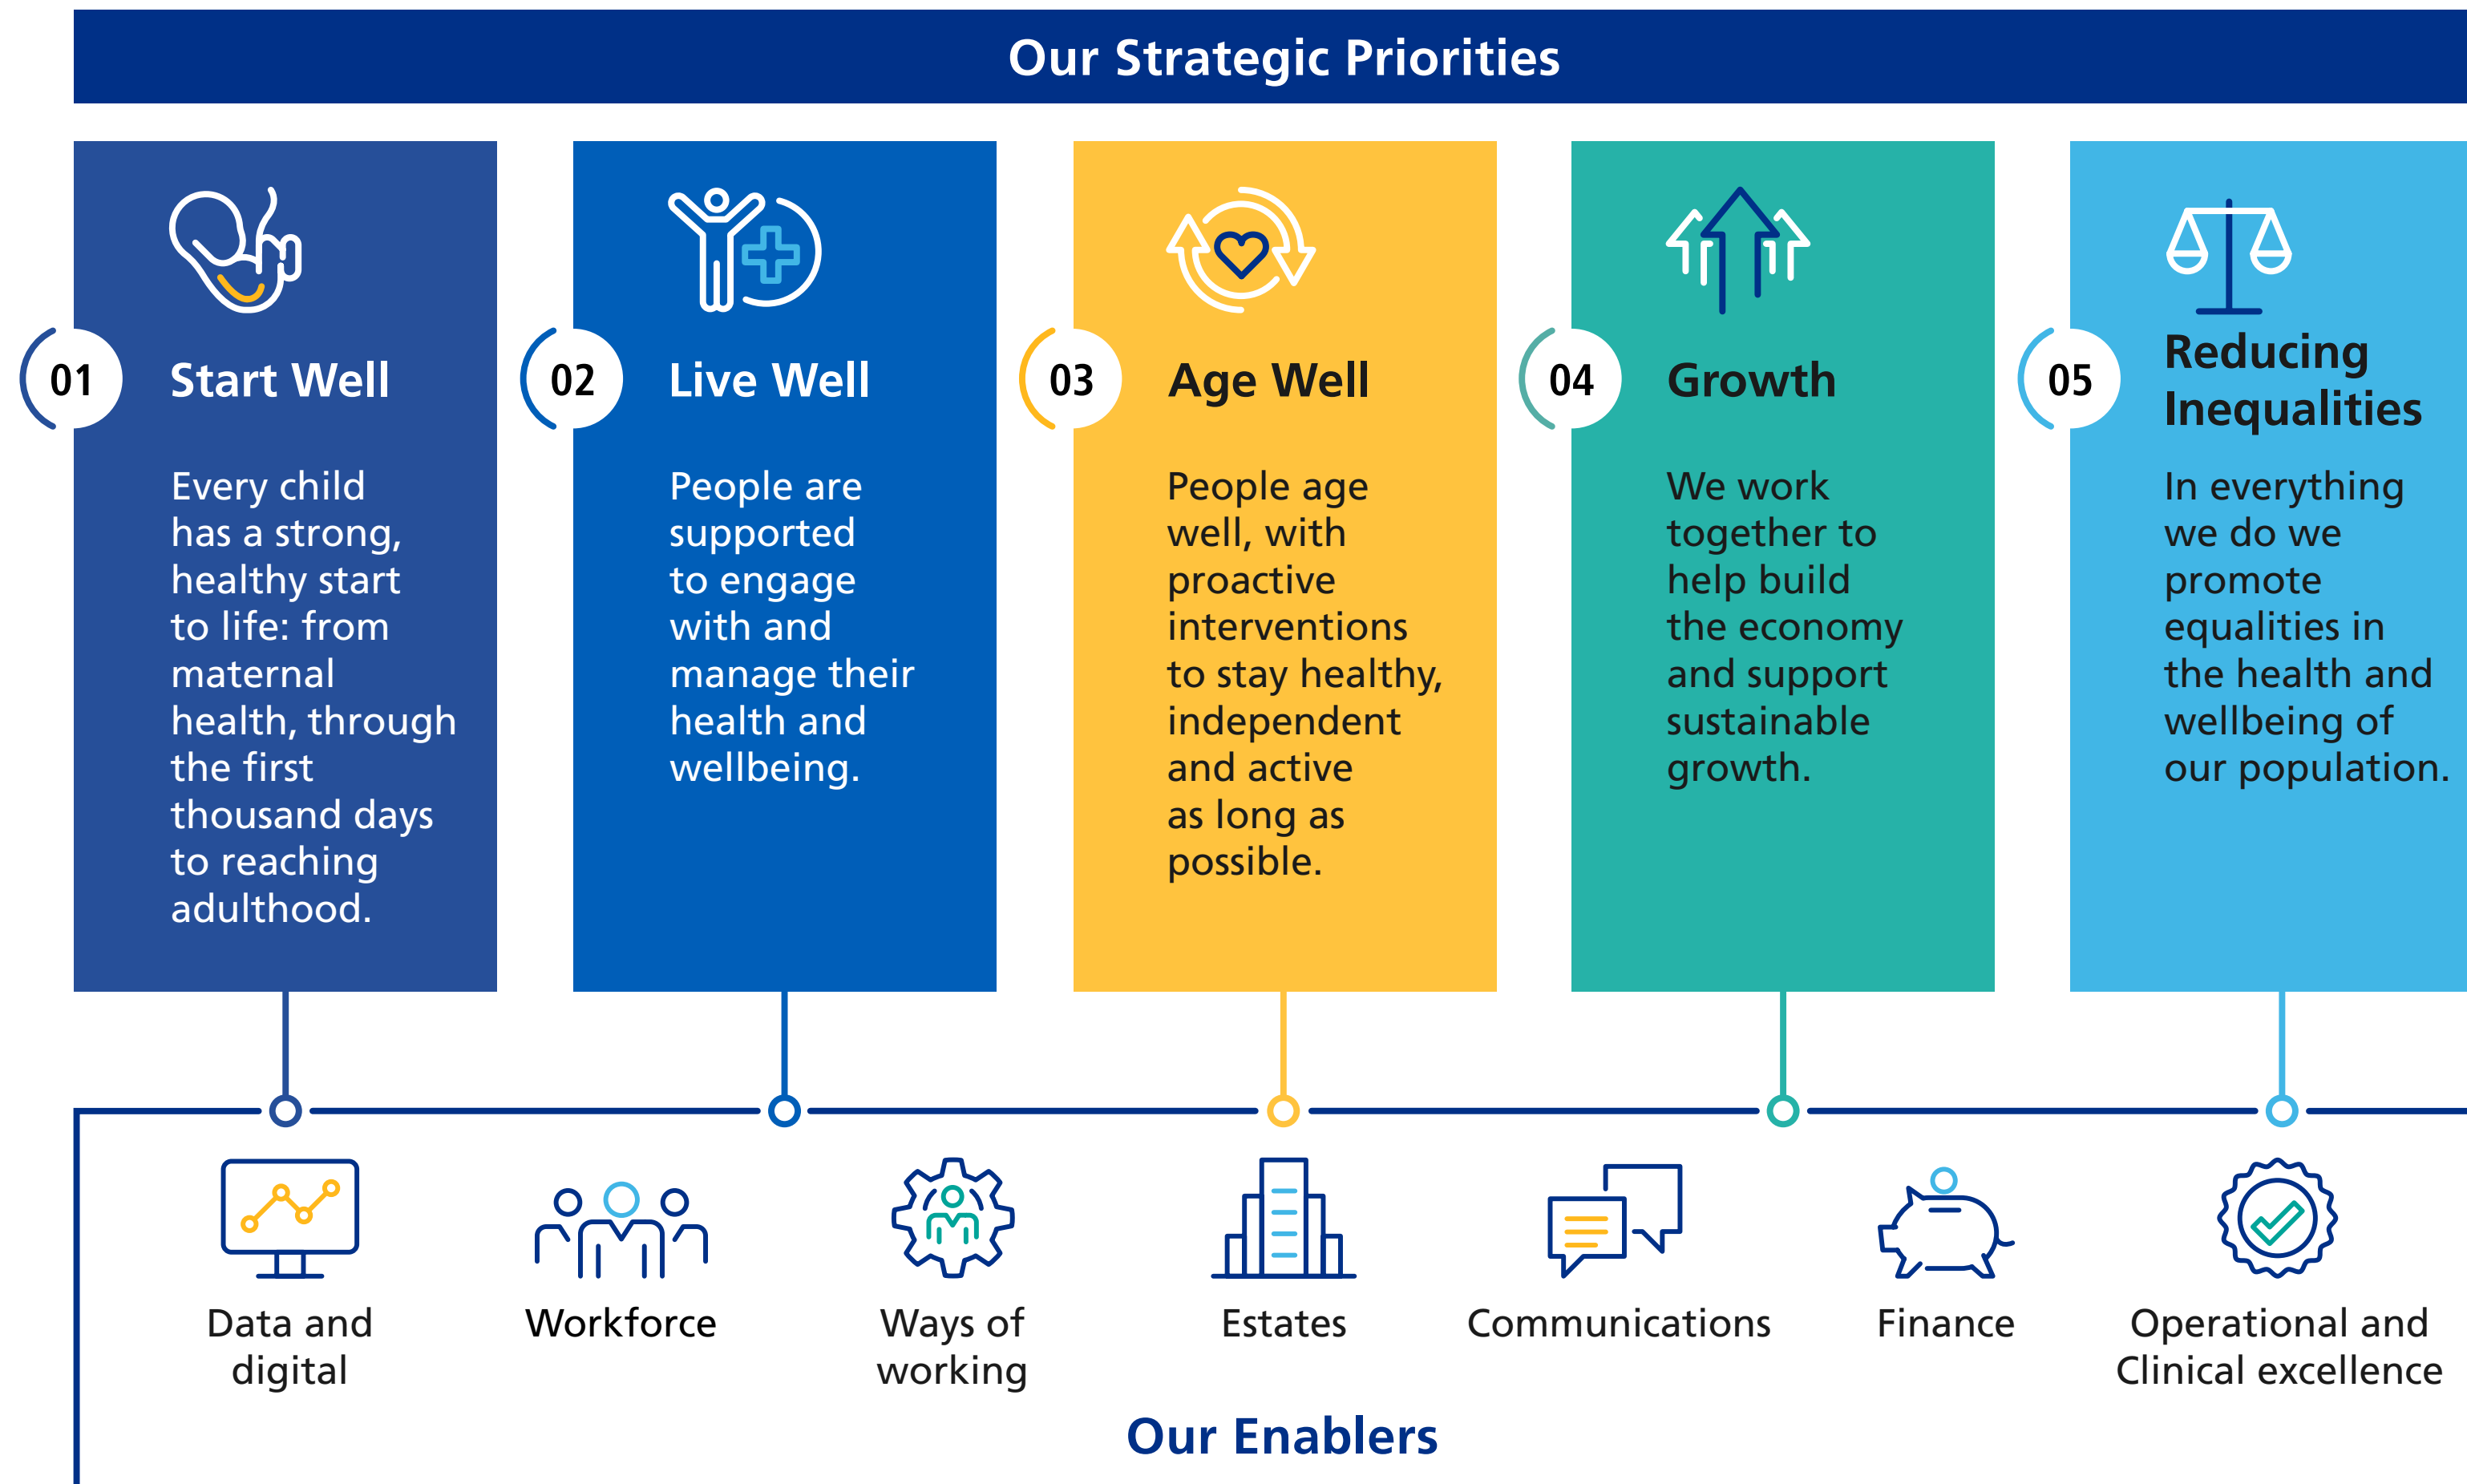 Our Strategic Priorities
01
Start Well
Every child
has a strong,
healthy start
to life: from
maternal
health, through
the first
thousand days
to reaching
adulthood.
02
Live Well
People are
supported
to engage
with and
manage their
health and
wellbeing.
03
Age Well
People age
well, with
proactive
interventions
to stay healthy,
independent
and active
as long as
possible.
04
Growth
We work
together to
help build
the economy
and support
sustainable
growth.
05
Reducing
Inequalities
In everything
we do we
promote
equalities in
the health and
wellbeing of
our population.
Data and
digital
Workforce
Ways of
working
Estates
Communications
Finance
Operational and
Clinical excellence
Our Enablers